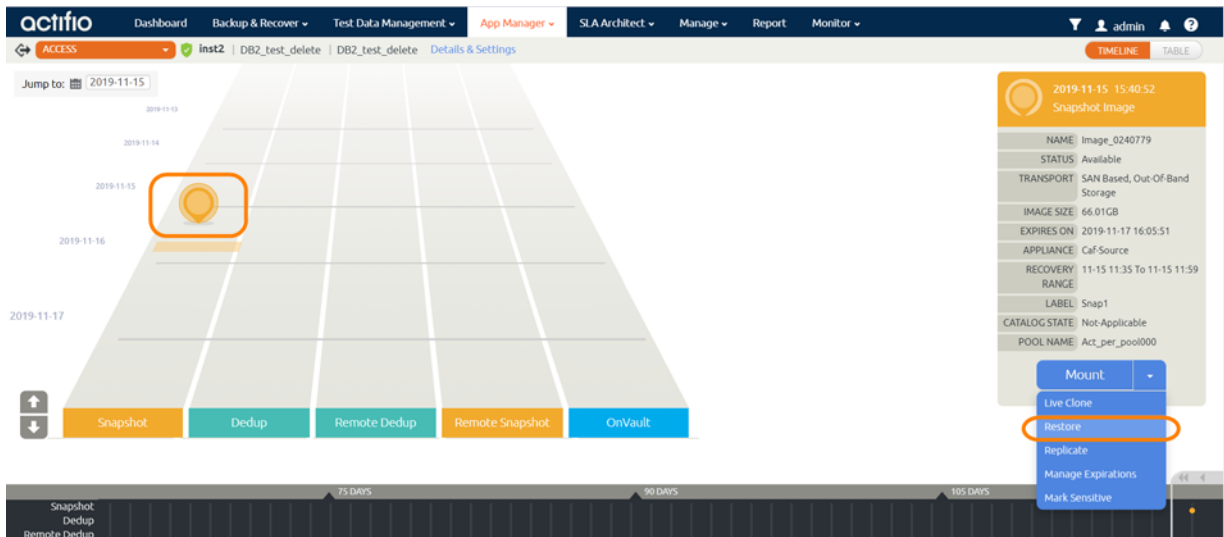 actifio
Dashboard Backup & Recover Test Data Management App Manager SLA Architect Manage Report Monitor admin
ACCESS inst2 | DB2_test_delete | DB2_test_delete Details & Settings TIMELINE TABLE
Jump to: 2019-11-15
2019-11-13
2019-11-14
2019-11-15
2019-11-16
2019-11-17
Snapshot Dedup Remote Dedup Remote Snapshot OnVault
2019-11-15 15:40:52
Snapshot Image
NAME Image_0240779
STATUS Available
TRANSPORT SAN Based, Out-Of-Band
Storage
IMAGE SIZE 66.01GB
EXPIRES ON 2019-11-17 16:05:51
APPLIANCE Caf-Source
RECOVERY 11-15 11:35 To 11-15 11:59
RANGE
LABEL Snap1
CATALOG STATE Not-Applicable
POOL NAME Act_per_pool000
Mount
Live Clone
Restore
Replicate
Manage Expirations
Mark Sensitive
75 DAYS 90 DAYS 105 DAYS
Snapshot
Dedup
Remote Dedup